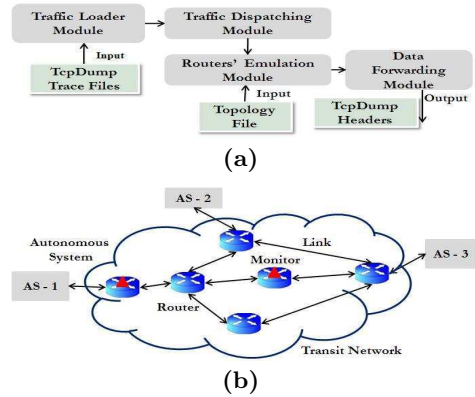 Traffic Loader
Module
Traffic Dispatching
Module
Input
TcpDump
Trace Files
Routers' Emulation
Module
Data
Forwarding
Module
Input
Output
Topology
File
TcpDump
Headers
(a)
AS - 2
Autonomous
System
Link
Monitor
AS - 3
AS - 1
Router
Transit Network
(b)